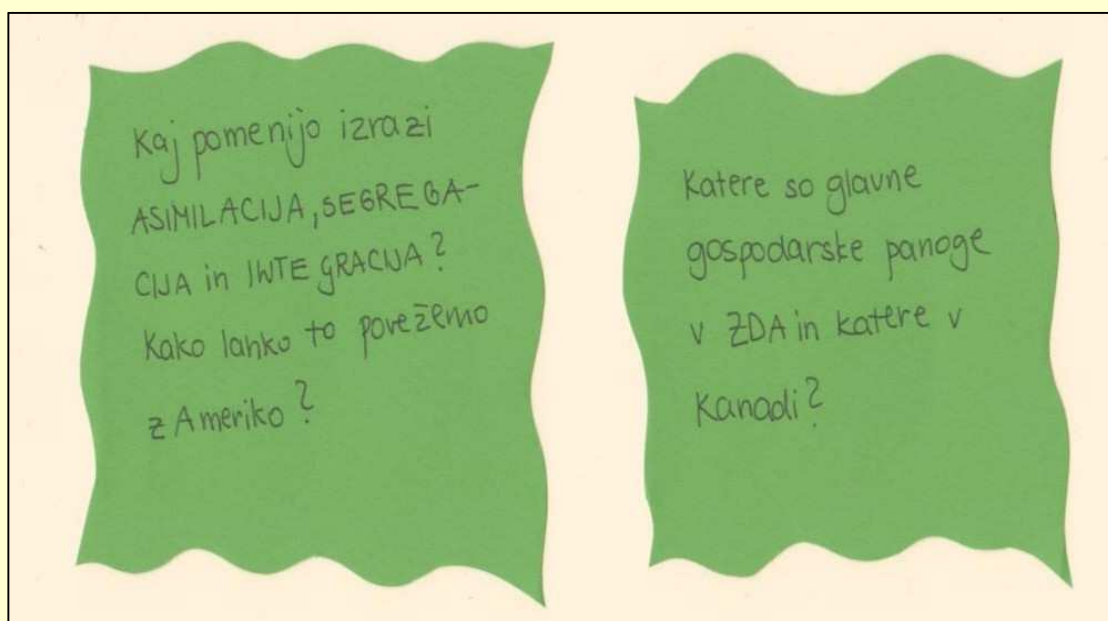 Kaj pomenijo izrazi
ASIMILACIJA, SEGREGA-
CIJA in INTEGRACIJA?
Kako lahko to povežemo
z Ameriko?
Katere so glavne
gospodarske panoge
v ZDA in katere v
Kanadi?